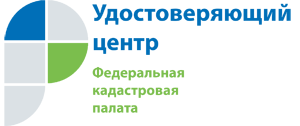 Удостоверяющий
центр
Федеральная
кадастровая
палата